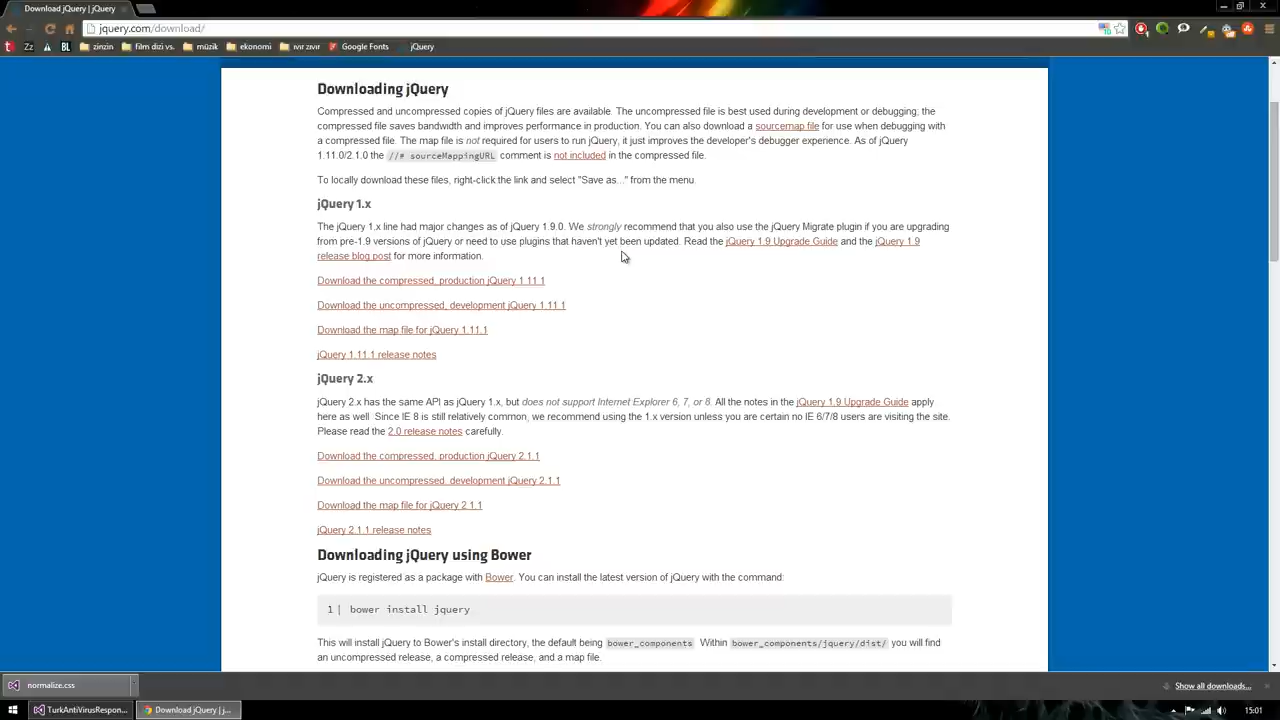 Download jQuery | jQuery
jquery.com/download/
Zz
BL
zinzin
film dizi vs.
müzik
ekonomi
ıvır zıvır
Google Fonts
jQuery
Downloading jQuery
Compressed and uncompressed copies of jQuery files are available. The uncompressed file is best used during development or debugging; the
compressed file saves bandwidth and improves performance in production. You can also download a sourcemap file for use when debugging with
a compressed file. The map file is not required for users to run jQuery, it just improves the developer's debugger experience. As of jQuery
1.11.0/2.1.0 the //# sourceMappingURL comment is not included in the compressed file.
To locally download these files, right-click the link and select "Save as..." from the menu.
jQuery 1.x
The jQuery 1.x line had major changes as of jQuery 1.9.0. We strongly recommend that you also use the jQuery Migrate plugin if you are upgrading
from pre-1.9 versions of jQuery or need to use plugins that haven't yet been updated. Read the jQuery 1.9 Upgrade Guide and the jQuery 1.9
release blog post for more information.
Download the compressed, production jQuery 1.11.1
Download the uncompressed, development jQuery 1.11.1
Download the map file for jQuery 1.11.1
jQuery 1.11.1 release notes
jQuery 2.x
jQuery 2.x has the same API as jQuery 1.x, but does not support Internet Explorer 6, 7, or 8. All the notes in the jQuery 1.9 Upgrade Guide apply
here as well. Since IE 8 is still relatively common, we recommend using the 1.x version unless you are certain no IE 6/7/8 users are visiting the site.
Please read the 2.0 release notes carefully.
Download the compressed, production jQuery 2.1.1
Download the uncompressed, development jQuery 2.1.1
Download the map file for jQuery 2.1.1
jQuery 2.1.1 release notes
Downloading jQuery using Bower
jQuery is registered as a package with Bower. You can install the latest version of jQuery with the command:
1 | bower install jquery
This will install jQuery to Bower's install directory, the default being bower_components. Within bower_components/jquery/dist/ you will find
an uncompressed release, a compressed release, and a map file.
normalize.css
Show all downloads...
TurkAntiVirusRespon...
Download jQuery | j...
15:01